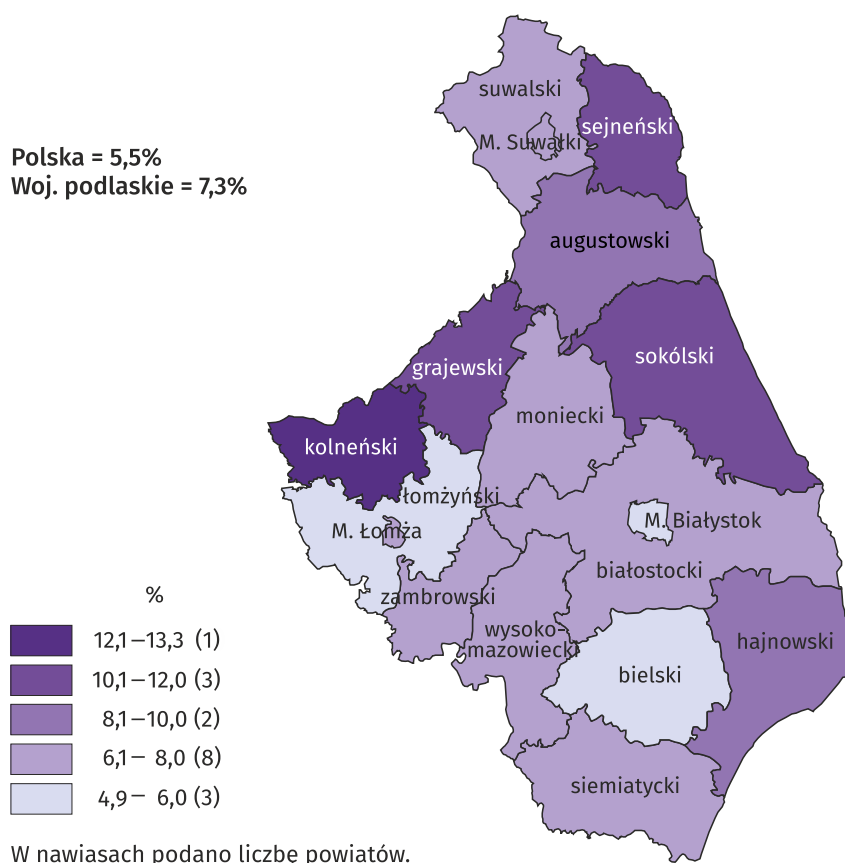 suwalski
M. Suwałki
sejneński
Polska = 5,5%
Woj. podlaskie = 7,3%
augustowski
sokólski
grajewski
moniecki
kolneński
łomżyński
M. Łomża
M. Białystok
białostocki
zambrowski
wysoko-
mazowiecki
hajnowski
bielski
siemiatycki
%
12,1–13,3 (1)
10,1–12,0 (3)
8,1–10,0 (2)
6,1– 8,0 (8)
4,9– 6,0 (3)
W nawiasach podano liczbę powiatów.